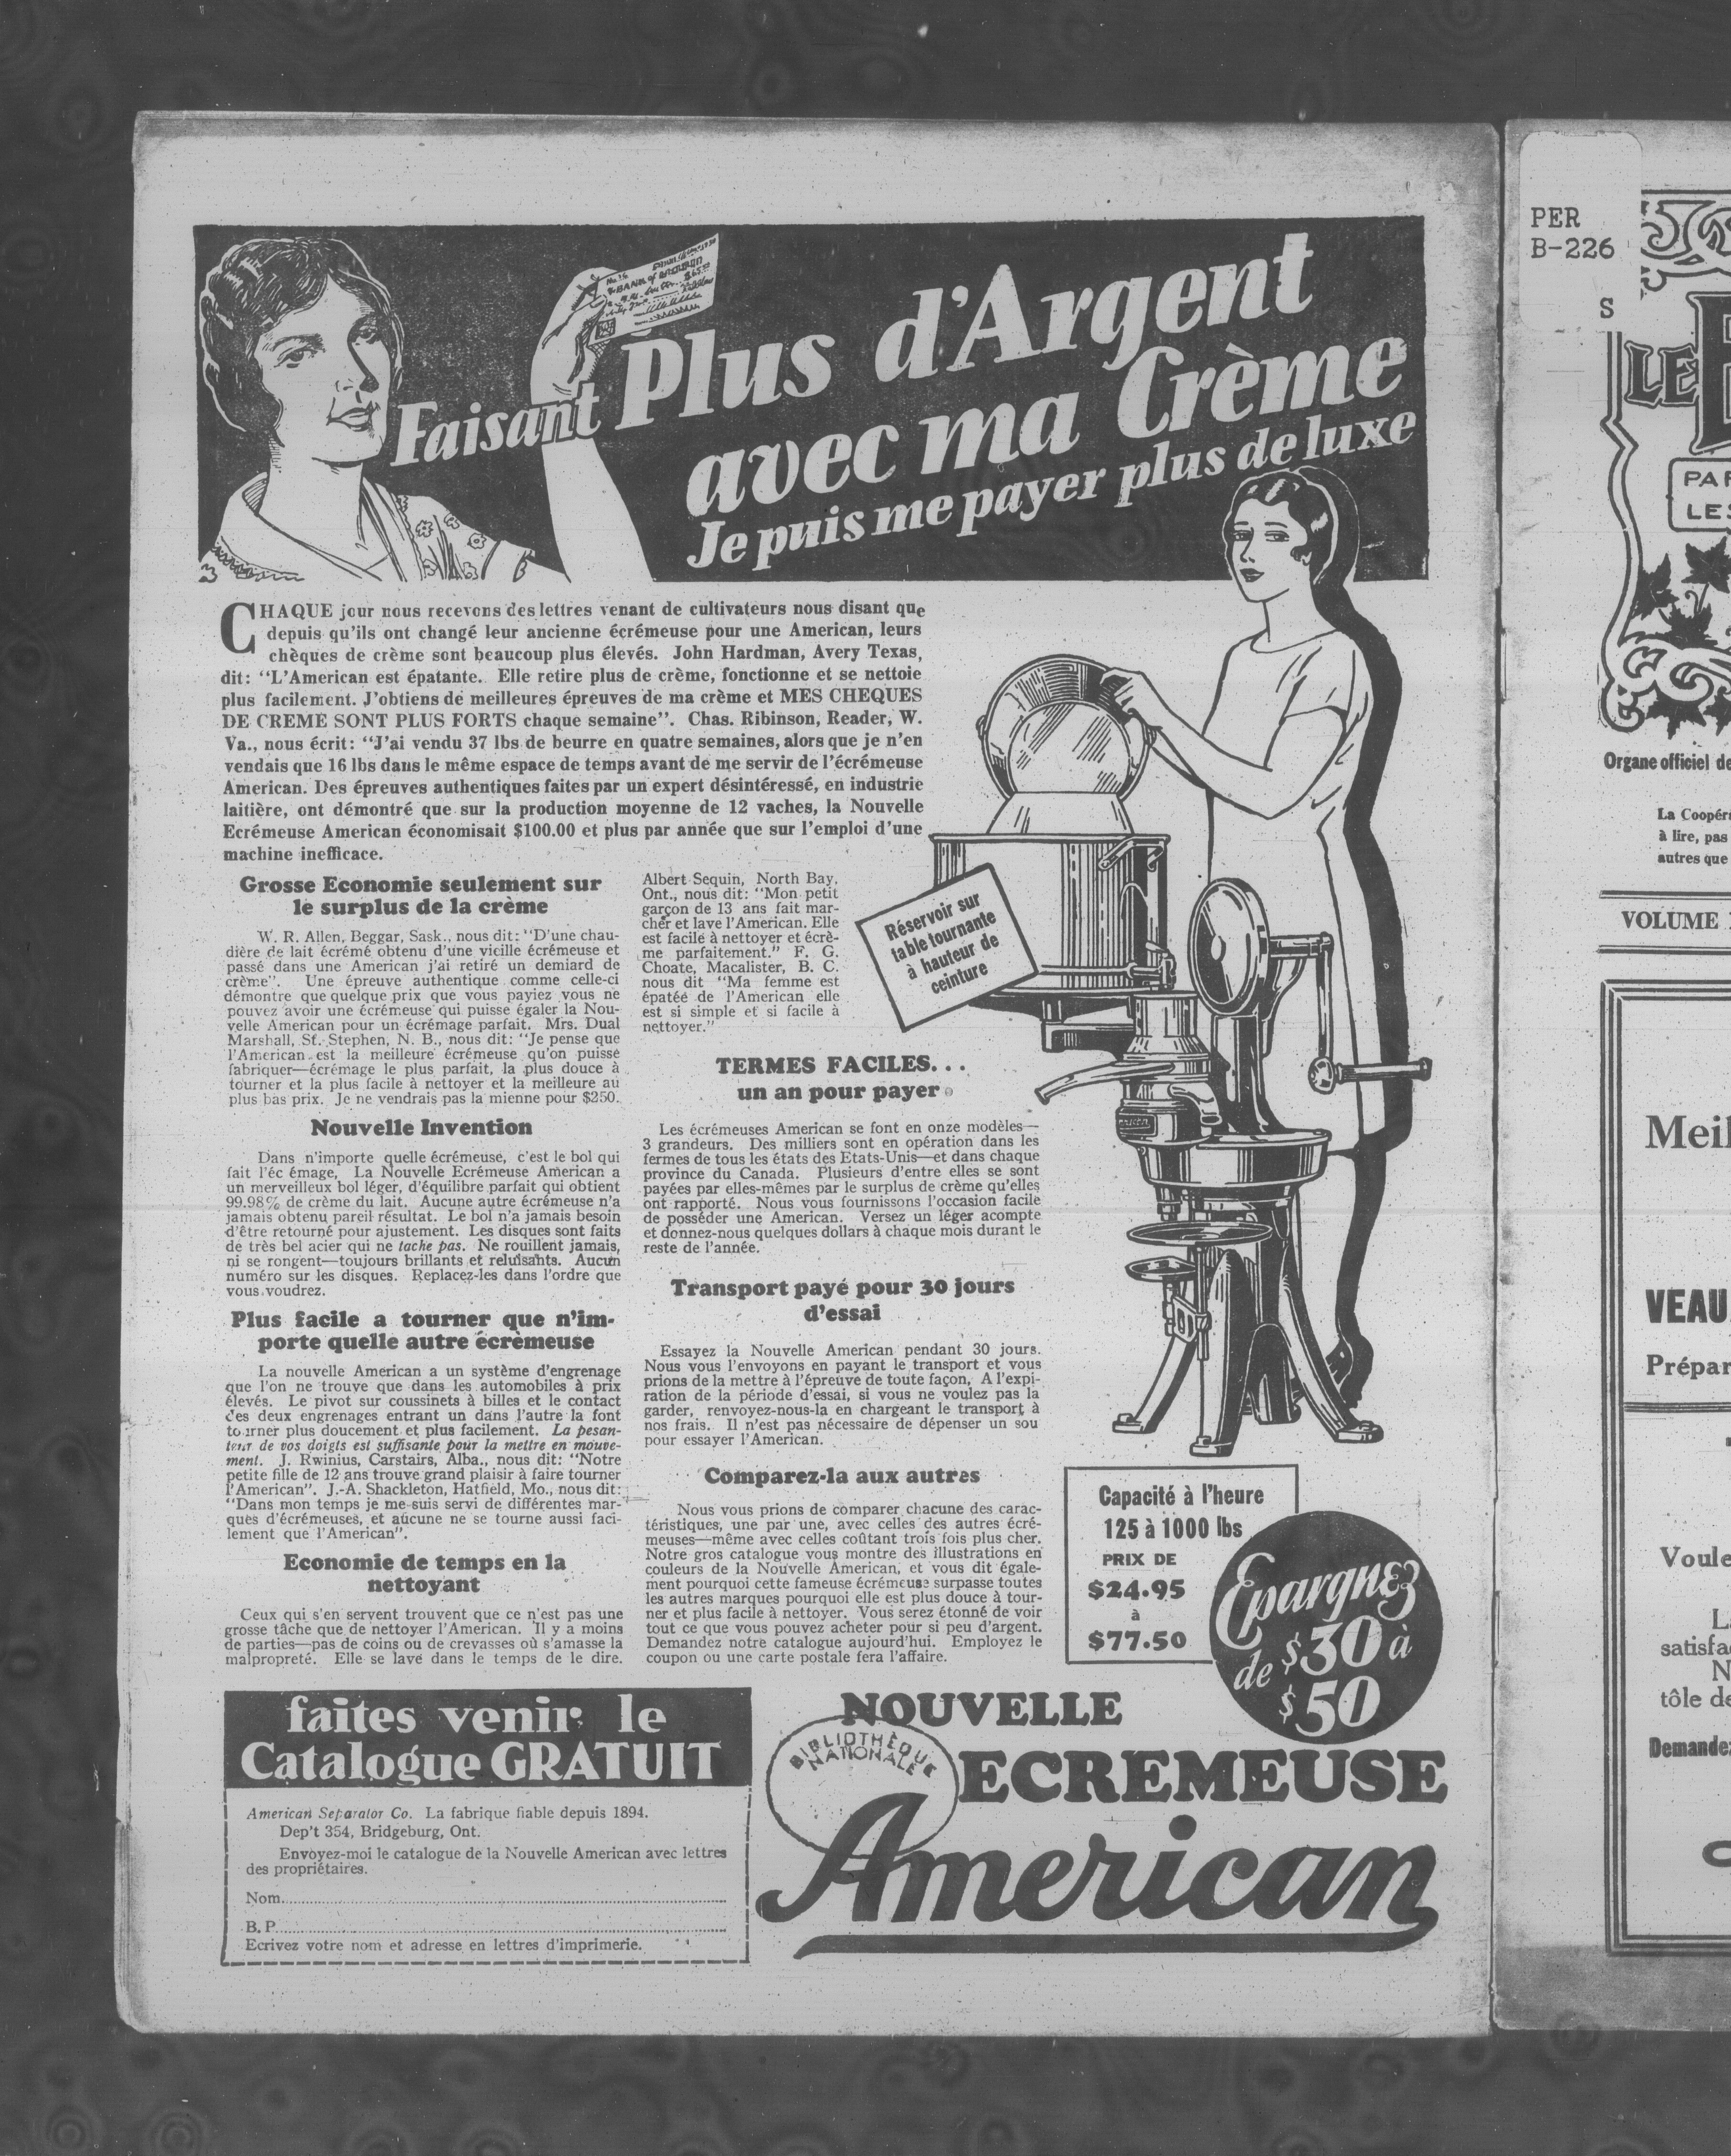 Faisant Plus d'Argent
avec ma Crème
Je puis me payer plus de luxe
CHAQUE jour nous recevons des lettres venant de cultivateurs nous disant que
depuis qu'ils ont changé leur ancienne écrémeuse pour une American, leurs
chèques de crème sont beaucoup plus élevés. John Hardman, Avery Texas,
dit: "L'American est épatante. Elle retire plus de crème, fonctionne et se nettoie
plus facilement. J'obtiens de meilleures épreuves de ma crème et MES CHEQUES
DE CREME SONT PLUS FORTS chaque semaine". Chas. Ribinson, Reader, W.
Va., nous écrit: "J'ai vendu 37 lbs de beurre en quatre semaines, alors que je n'en
vendais que 16 lbs dans le même espace de temps avant de me servir de l'écrémeuse
American. Des épreuves authentiques faites par un expert désintéressé, en industrie
laitière, ont démontré que sur la production moyenne de 12 vaches, la Nouvelle
Ecrémeuse American économisait $100.00 et plus par année que sur l'emploi d'une
machine inefficace.
Grosse Economie seulement sur
le surplus de la crème
W. R. Allen, Beggar, Sask., nous dit: "D'une chau-
dière de lait écrémé obtenu d'une vieille écrémeuse et
passé dans une American j'ai retiré un demiard de
crème". Une épreuve authentique comme celle-ci
démontre que quelque prix que vous payiez vous ne
pouvez avoir une écrémeuse qui puisse égaler la Nou-
velle American pour un écrémage parfait. Mrs. Dual
Marshall, St. Stephen, N. B., nous dit: "Je pense que
l'American est la meilleure écrémeuse qu'on puisse
fabriquer—écrémage le plus parfait, la plus douce à
tourner et la plus facile à nettoyer et la meilleure au
plus bas prix. Je ne vendrais pas la mienne pour $250.
Nouvelle Invention
Dans n'importe quelle écrémeuse, c'est le bol qui
fait l'éc émage, La Nouvelle Ecrémeuse American a
un merveilleux bol léger, d'équilibre parfait qui obtient
99.98% de crème du lait. Aucune autre écrémeuse n'a
jamais obtenu pareil résultat. Le bol n'a jamais besoin
d'être retourné pour ajustement. Les disques sont faits
de très bel acier qui ne tache pas. Ne rouillent jamais,
ni se rongent—toujours brillants et reluisants. Aucun
numéro sur les disques. Replacez-les dans l'ordre que
vous voudrez.
Plus facile a tourner que n'im-
porte quelle autre écrèmeuse
La nouvelle American a un système d'engrenage
que l'on ne trouve que dans les automobiles à prix
élevés. Le pivot sur coussinets à billes et le contact
des deux engrenages entrant un dans l'autre la font
tourner plus doucement et plus facilement. La pesan-
teur de vos doigts est suffisante pour la mettre en mouve-
ment. J. Rwinius, Carstairs, Alba., nous dit: "Notre
petite fille de 12 ans trouve grand plaisir à faire tourner
l'American". J.-A. Shackleton, Hatfield, Mo., nous dit:
"Dans mon temps je me suis servi de différentes mar-
ques d'écrémeuses, et aucune ne se tourne aussi faci-
lement que l'American".
Economie de temps en la
nettoyant
Ceux qui s'en servent trouvent que ce n'est pas une
grosse tâche que de nettoyer l'American. Il y a moins
de parties—pas de coins ou de crevasses où s'amasse la
malpropreté. Elle se lave dans le temps de le dire.
Albert Sequin, North Bay,
Ont., nous dit: "Mon petit
garçon de 13 ans fait mar-
cher et lave l'American. Elle
est facile à nettoyer et écrè-
me parfaitement." F. G.
Choate, Macalister, B. C.
nous dit "Ma femme est
épateé de l'American elle
est si simple et si facile à
nettoyer."
TERMES FACILES...
un an pour payer
Les écrémeuses American se font en onze modèles—
3 grandeurs. Des milliers sont en opération dans les
fermes de tous les états des Etats-Unis—et dans chaque
province du Canada. Plusieurs d'entre elles se sont
payées par elles-mêmes par le surplus de crème qu'elles
ont rapporté. Nous vous fournissons l'occasion facile
de posséder une American. Versez un léger acompte
et donnez-nous quelques dollars à chaque mois durant le
reste de l'année.
Transport payé pour 30 jours
d'essai
Essayez la Nouvelle American pendant 30 jours.
Nous vous l'envoyons en payant le transport et vous
prions de la mettre à l'épreuve de toute façon, A l'expi-
ration de la période d'essai, si vous ne voulez pas la
garder, renvoyez-nous-la en chargeant le transport à
nos frais. Il n'est pas nécessaire de dépenser un sou
pour essayer l'American.
Comparez-la aux autres
Nous vous prions de comparer chacune des carac-
téristiques, une par une, avec celles des autres écré-
meuses—même avec celles coûtant trois fois plus cher.
Notre gros catalogue vous montre des illustrations en
couleurs de la Nouvelle American, et vous dit égale-
ment pourquoi cette fameuse écrémeuse surpasse toutes
les autres marques pourquoi elle est plus douce à tour-
ner et plus facile à nettoyer. Vous serez étonné de voir
tout ce que vous pouvez acheter pour si peu d'argent.
Demandez notre catalogue aujourd'hui. Employez le
coupon ou une carte postale fera l'affaire.
Réservoir sur
table tournante
à hauteur de
ceinture
Capacité à l'heure
125 à 1000 lbs
PRIX DE
$24.95
à
$77.50
Epargnez
de $30 à
$50
faites venir le
Catalogue GRATUIT
American Separator Co. La fabrique fiable depuis 1894.
Dep't 354, Bridgeburg, Ont.
Envoyez-moi le catalogue de la Nouvelle American avec lettres
des propriétaires.
Nom
B. P.
Ecrivez votre nom et adresse en lettres d'imprimerie.
NOUVELLE
ECREMEUSE
American
BIBLIOTHÈQUE
NATIONALE
PER
B-226
S
LE
PA
LES
Organe officiel de
La Coopér
à lire, pas
autres que
VOLUME
Meil
VEAU
Prépar
Voule
L
satisfa
N
tôle de
Demandez